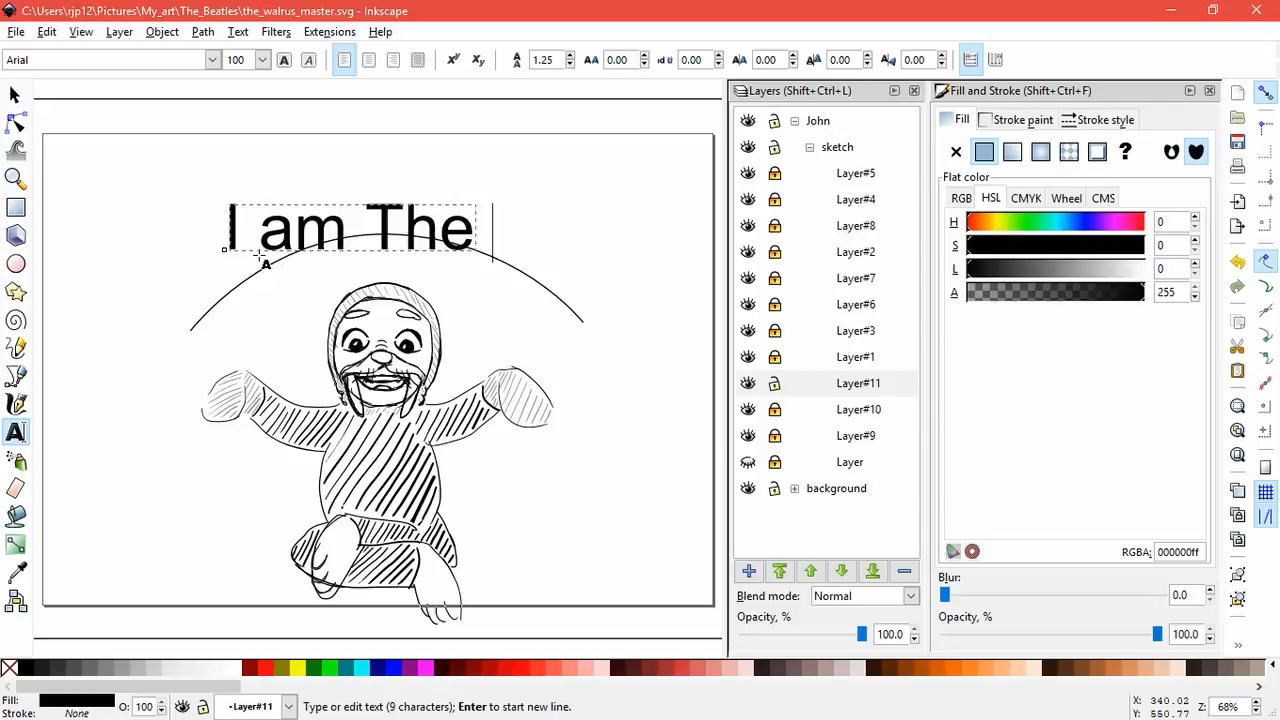 C:\Users\rjp12\Pictures\My_art\The_Beatles\the_walrus_master.svg - Inkscape
File Edit View Layer Object Path Text Filters Extensions Help
Arial 100 1.25 0.00 0.00 0.00 0.00 0.00
Layers (Shift+Ctrl+L)
John
sketch
Layer#5
Layer#4
Layer#8
Layer#2
Layer#7
Layer#6
Layer#3
Layer#1
Layer#11
Layer#10
Layer#9
Layer
background
Blend mode: Normal
Opacity, %
100.0
Fill and Stroke (Shift+Ctrl+F)
Fill Stroke paint Stroke style
Flat color
RGB HSL CMYK Wheel CMS
H 0
S 0
L 0
A 255
RGBA: 000000ff
Blur:
0.0
Opacity, %
100.0
I am The
Fill:
Stroke: None
O: 100
•Layer#11
Type or edit text (9 characters); Enter to start new line.
X: 340.02
Y: 550.77
Z: 68%